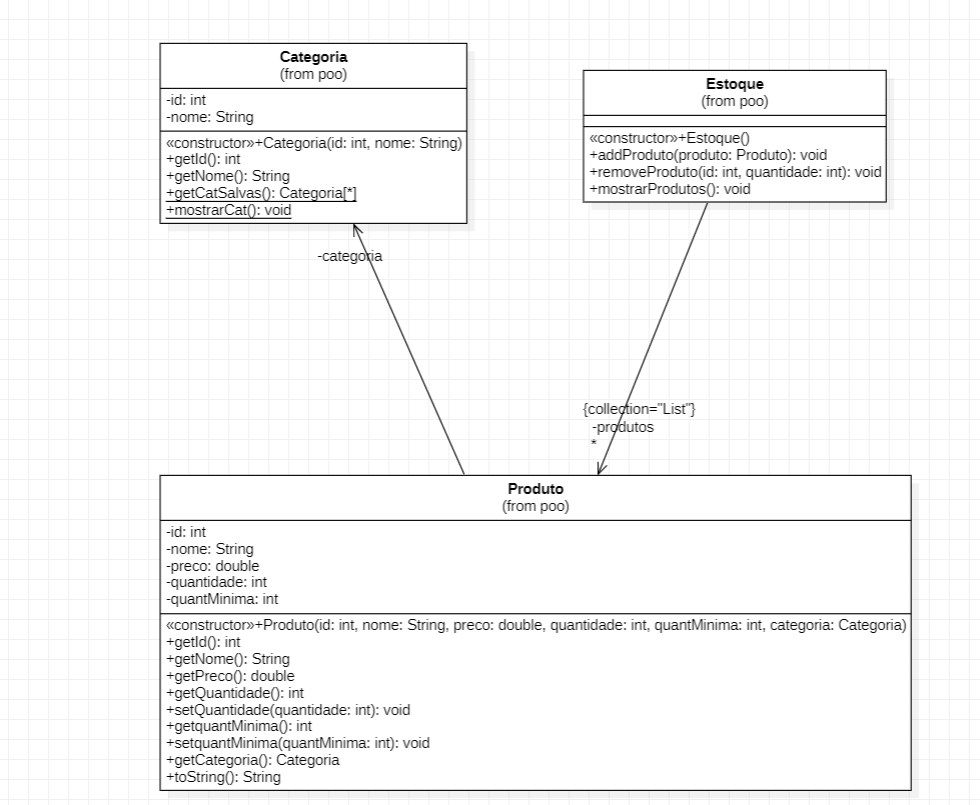 Categoria
(from poo)
-id: int
-nome: String
«constructor»+Categoria(id: int, nome: String)
+getId(): int
+getNome(): String
+getCatSalvas(): Categoria[*]
+mostrarCat(): void
Estoque
(from poo)
«constructor»+Estoque()
+addProduto(produto: Produto): void
+removeProduto(id: int, quantidade: int): void
+mostrarProdutos(): void
-categoria
{collection="List"}
-produtos
*
Produto
(from poo)
-id: int
-nome: String
-preco: double
-quantidade: int
-quantMinima: int
«constructor»+Produto(id: int, nome: String, preco: double, quantidade: int, quantMinima: int, categoria: Categoria)
+getId(): int
+getNome(): String
+getPreco(): double
+getQuantidade(): int
+setQuantidade(quantidade: int): void
+getquantMinima(): int
+setquantMinima(quantMinima: int): void
+getCategoria(): Categoria
+toString(): String